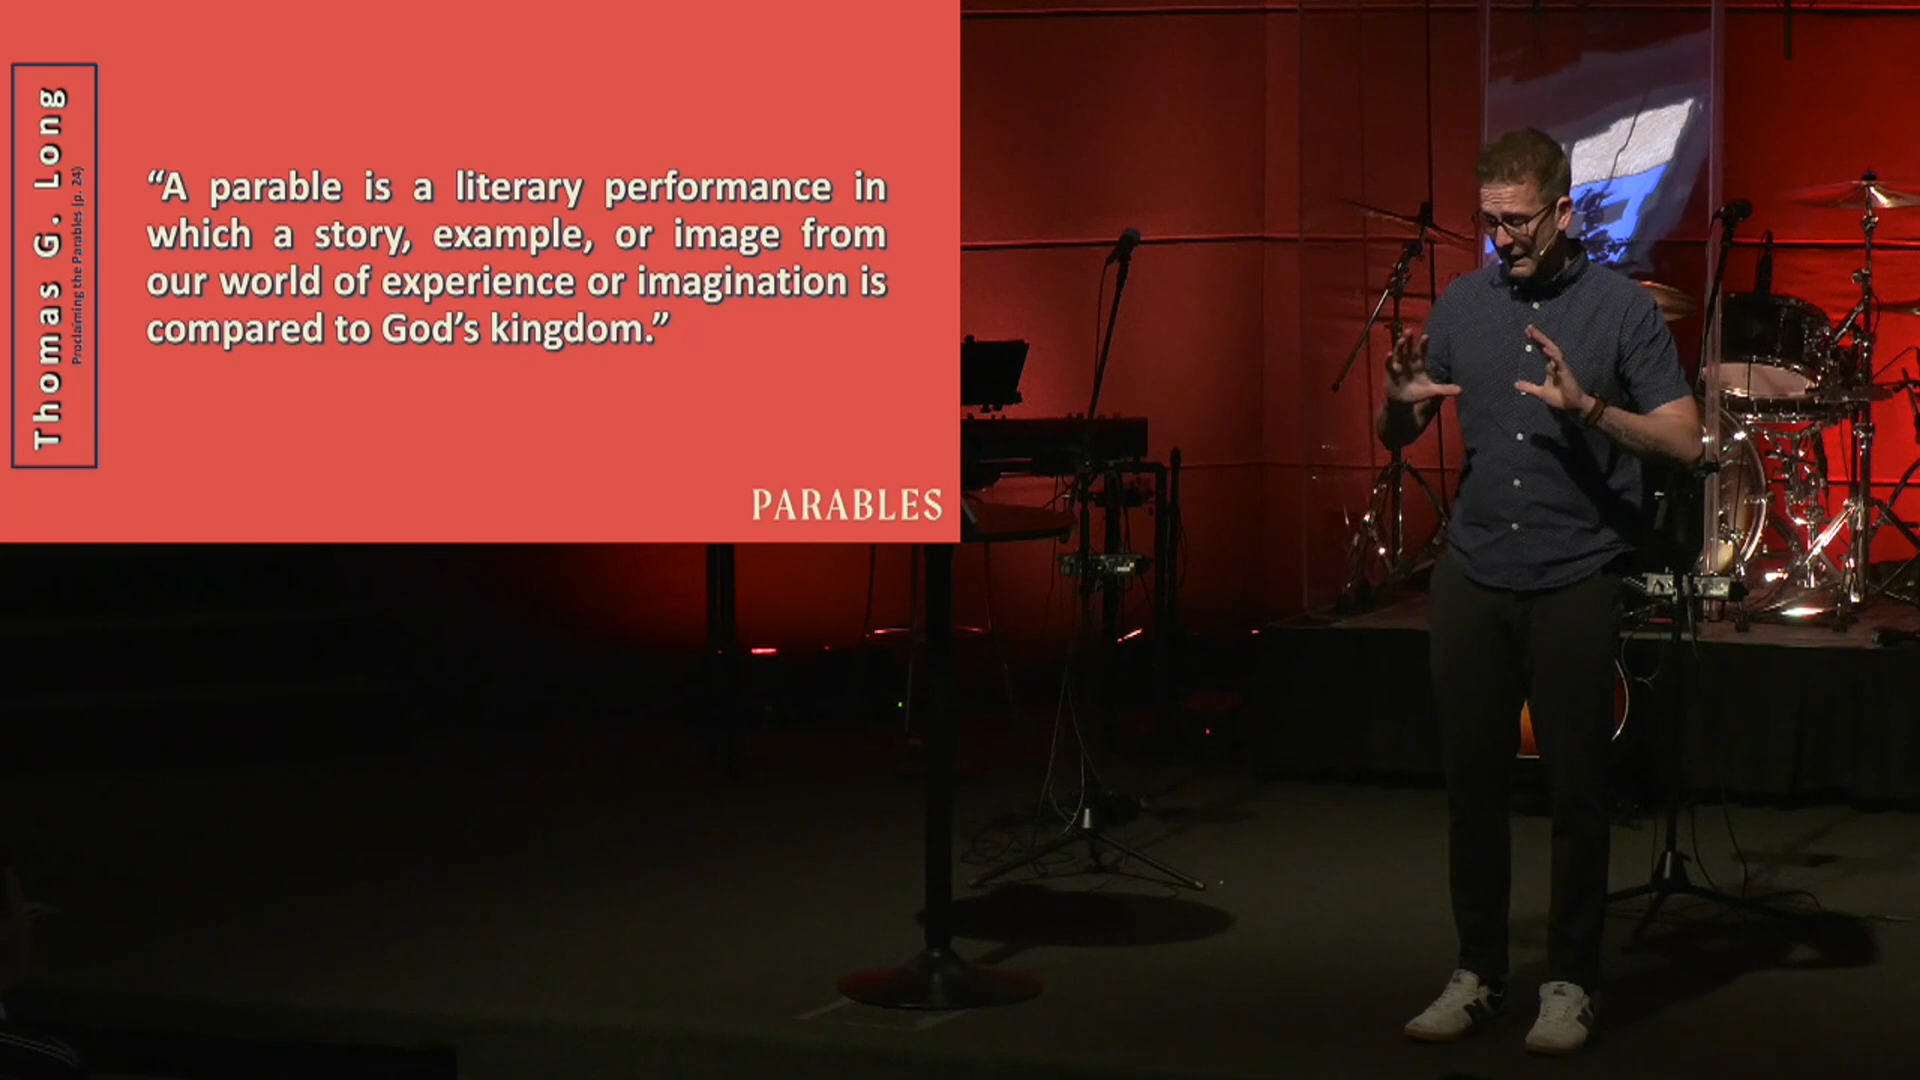 Thomas G. Long
Proclaiming the Parables (p. 24)
“A parable is a literary performance in
which a story, example, or image from
our world of experience or imagination is
compared to God’s kingdom.”
PARABLES